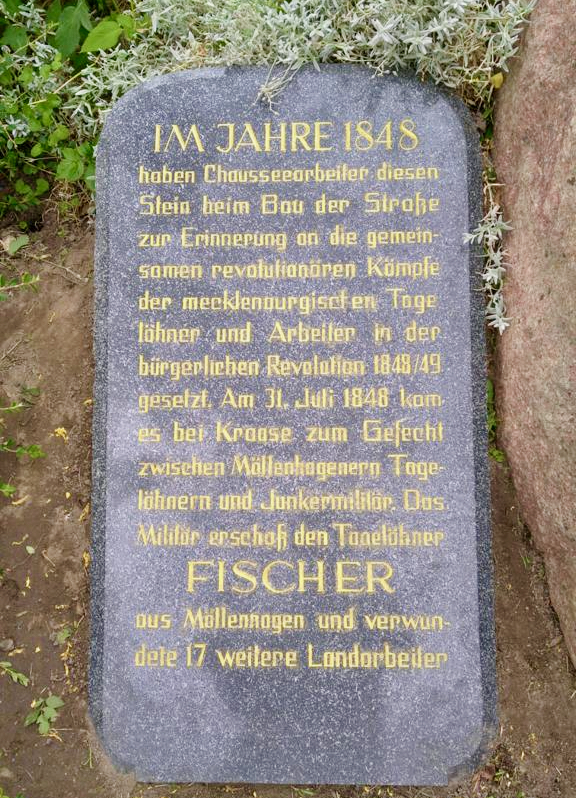 IM JAHRE 1848
haben Chausseearbeiter diesen
Stein beim Bau der Straße
zur Erinnerung an die gemein-
samen revolutionären Kämpfe
der mecklenburgischen Tage
löhner und Arbeiter in der
bürgerlichen Revolution 1848/49
gesetzt. Am 31. Juli 1848 kam
es bei Kraase zum Gefecht
zwischen Möllenhagenern Tage-
löhnern und Junkermilitär. Das
Militär erschoß den Tagelöhner
FISCHER
aus Möllenhagen und verwun-
dete 17 weitere Landarbeiter